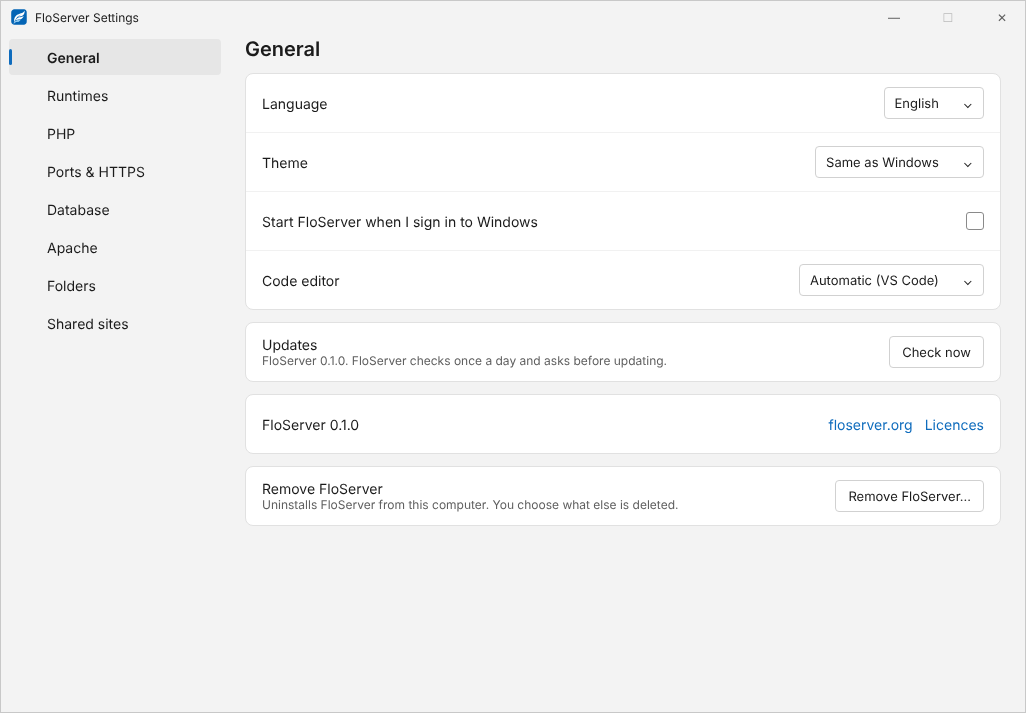 FloServer Settings
General
Runtimes
PHP
Ports & HTTPS
Database
Apache
Folders
Shared sites
General
Language
English
Theme
Same as Windows
Start FloServer when I sign in to Windows
Code editor
Automatic (VS Code)
Updates
FloServer 0.1.0. FloServer checks once a day and asks before updating.
Check now
FloServer 0.1.0
floserver.org Licences
Remove FloServer
Uninstalls FloServer from this computer. You choose what else is deleted.
Remove FloServer...